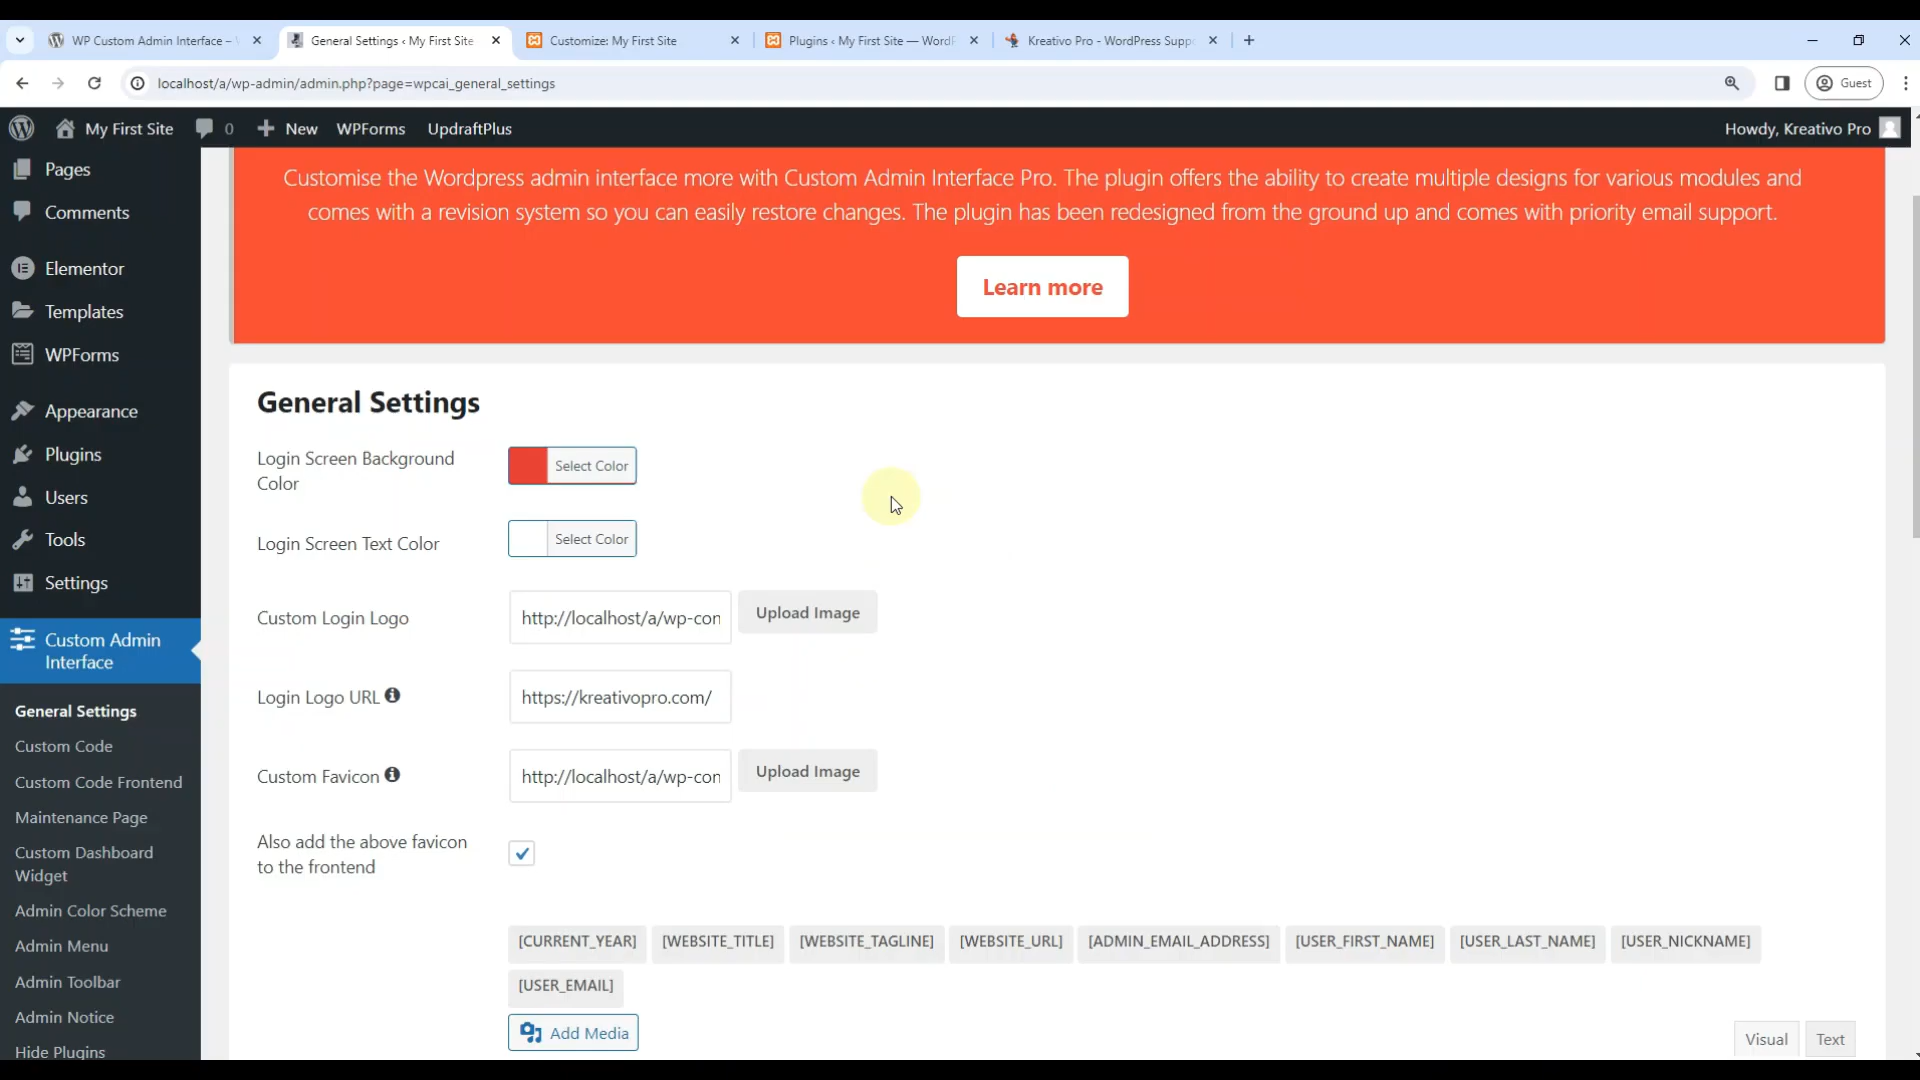 WP Custom Admin Interface –
General Settings ‹ My First Site
Customize: My First Site
Plugins ‹ My First Site — WordP
Kreativo Pro - WordPress Supp
localhost/a/wp-admin/admin.php?page=wpcai_general_settings
Guest
My First Site
0
New
WPForms
UpdraftPlus
Howdy, Kreativo Pro
Pages
Comments
Elementor
Templates
WPForms
Appearance
Plugins
Users
Tools
Settings
Custom Admin
Interface
General Settings
Custom Code
Custom Code Frontend
Maintenance Page
Custom Dashboard
Widget
Admin Color Scheme
Admin Menu
Admin Toolbar
Admin Notice
Hide Plugins
Customise the Wordpress admin interface more with Custom Admin Interface Pro. The plugin offers the ability to create multiple designs for various modules and
comes with a revision system so you can easily restore changes. The plugin has been redesigned from the ground up and comes with priority email support.
Learn more
General Settings
Login Screen Background
Color
Select Color
Login Screen Text Color
Select Color
Custom Login Logo
http://localhost/a/wp-con
Upload Image
Login Logo URL
https://kreativopro.com/
Custom Favicon
http://localhost/a/wp-con
Upload Image
Also add the above favicon
to the frontend
[CURRENT_YEAR] [WEBSITE_TITLE] [WEBSITE_TAGLINE] [WEBSITE_URL] [ADMIN_EMAIL_ADDRESS] [USER_FIRST_NAME] [USER_LAST_NAME] [USER_NICKNAME]
[USER_EMAIL]
Add Media
Visual
Text